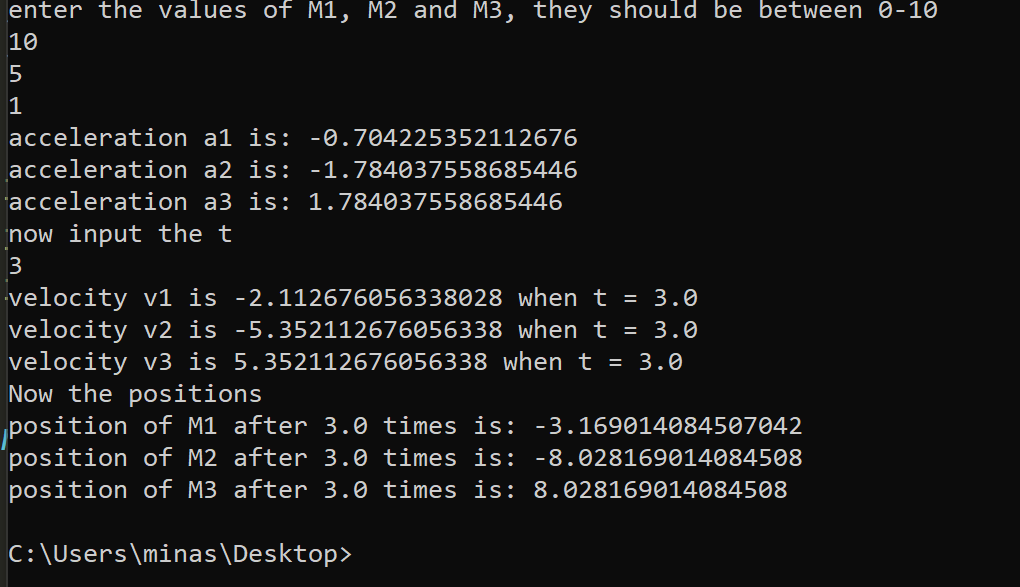 enter the values of M1, M2 and M3, they should be between 0-10
10
5
1
acceleration a1 is: -0.704225352112676
acceleration a2 is: -1.784037558685446
acceleration a3 is: 1.784037558685446
now input the t
3
velocity v1 is -2.112676056338028 when t = 3.0
velocity v2 is -5.352112676056338 when t = 3.0
velocity v3 is 5.352112676056338 when t = 3.0
Now the positions
position of M1 after 3.0 times is: -3.169014084507042
position of M2 after 3.0 times is: -8.028169014084508
position of M3 after 3.0 times is: 8.028169014084508
C:\Users\minas\Desktop>